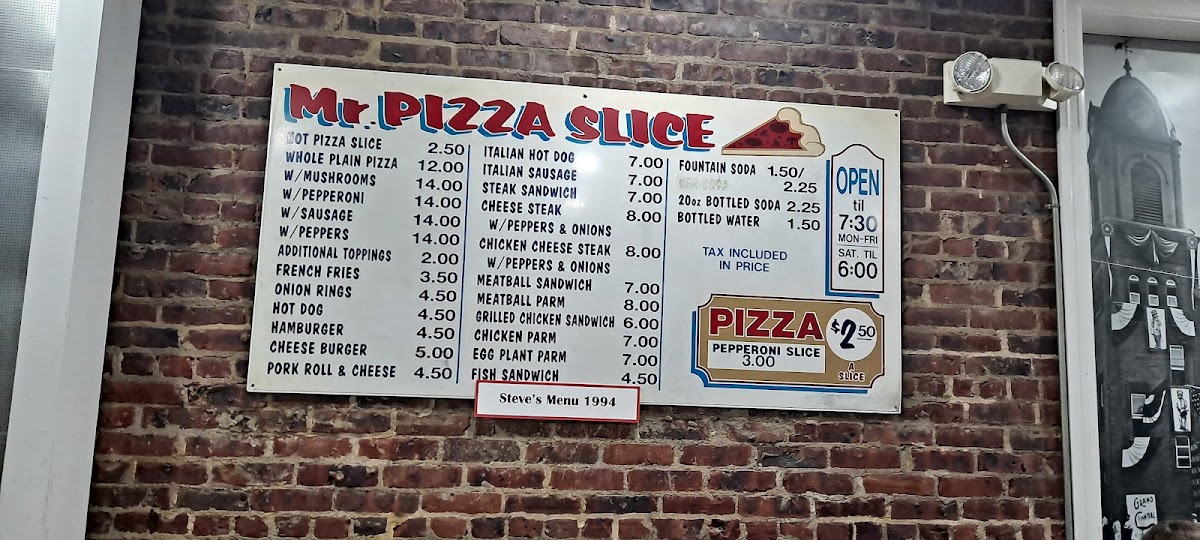 Mr. PIZZA SLICE
HOT PIZZA SLICE 2.50
WHOLE PLAIN PIZZA 12.00
W/MUSHROOMS 14.00
W/PEPPERONI 14.00
W/SAUSAGE 14.00
W/PEPPERS 14.00
ADDITIONAL TOPPINGS 2.00
FRENCH FRIES 3.50
ONION RINGS 4.50
HOT DOG 4.50
HAMBURGER 4.50
CHEESE BURGER 5.00
PORK ROLL & CHEESE 4.50
ITALIAN HOT DOG 7.00
ITALIAN SAUSAGE 7.00
STEAK SANDWICH 7.00
CHEESE STEAK 8.00
W/PEPPERS & ONIONS
CHICKEN CHEESE STEAK 8.00
W/PEPPERS & ONIONS
MEATBALL SANDWICH 7.00
MEATBALL PARM 8.00
GRILLED CHICKEN SANDWICH 6.00
CHICKEN PARM 7.00
EGG PLANT PARM 7.00
FISH SANDWICH 4.50
FOUNTAIN SODA 1.50/
2.25
20oz BOTTLED SODA 2.25
BOTTLED WATER 1.50
TAX INCLUDED
IN PRICE
OPEN
til
7:30
MON-FRI
SAT. TIL
6:00
PIZZA $2.50
PEPPERONI SLICE
3.00
A
SLICE
Steve's Menu 1994
GRAND
CENTRAL